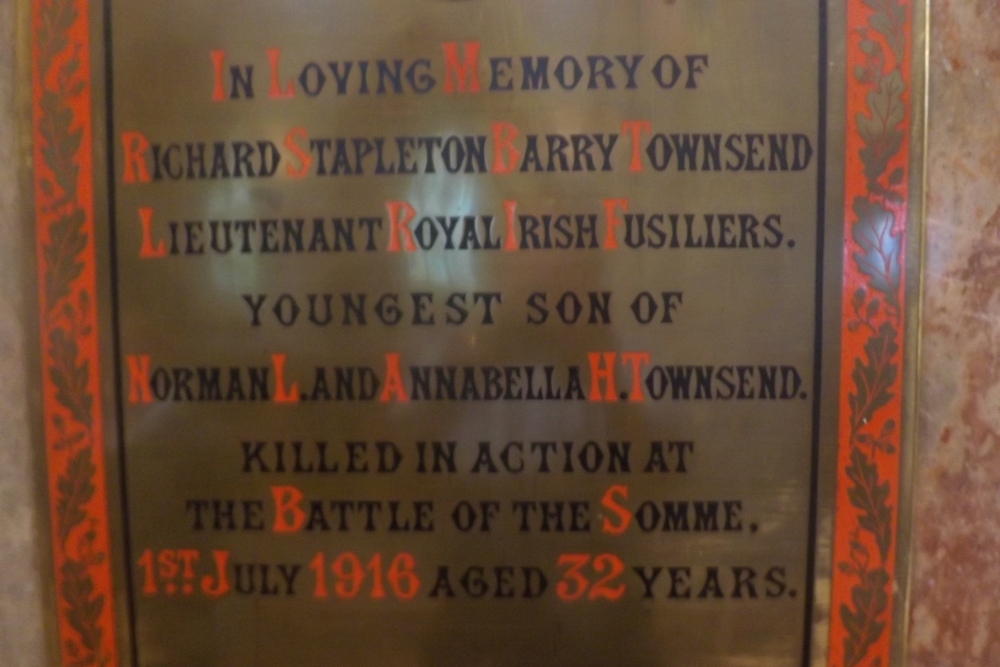 IN LOVING MEMORY OF
RICHARD STAPLETON BARRY TOWNSEND
LIEUTENANT ROYAL IRISH FUSILIERS.
YOUNGEST SON OF
NORMAN L. AND ANNABELLA H. TOWNSEND.
KILLED IN ACTION AT
THE BATTLE OF THE SOMME,
1ST JULY 1916 AGED 32 YEARS.